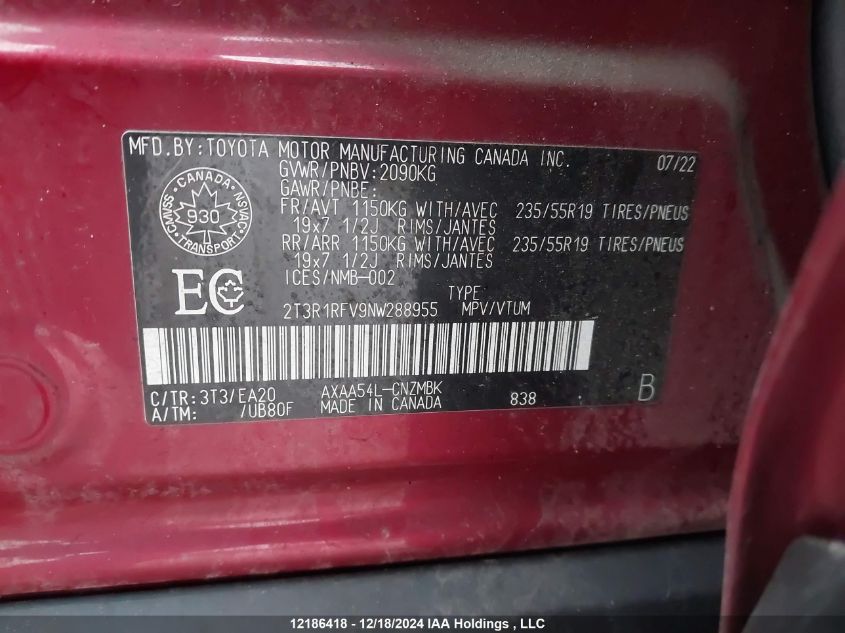 MFD.BY:TOYOTA MOTOR MANUFACTURING CANADA INC. 07/22
GVWR/PNBV:2090KG
GAWR/PNBE:
FR/AVT 1150KG WITH/AVEC 235/55R19 TIRES/PNEUS
19x7 1/2J RIMS/JANTES
RR/ARR 1150KG WITH/AVEC 235/55R19 TIRES/PNEUS
19x7 1/2J RIMS/JANTES
ICES/NMB-002
CANADA
CMVSS 930 NSVAC
TRANSPORT
EC
TYPE
2T3R1RFV9NW288955 MPV/VTUM
C/TR:3T3/EA20 AXAA54L-CNZMBK
A/TM: /UB80F MADE IN CANADA 838 B
12186418 - 12/18/2024 IAA Holdings , LLC